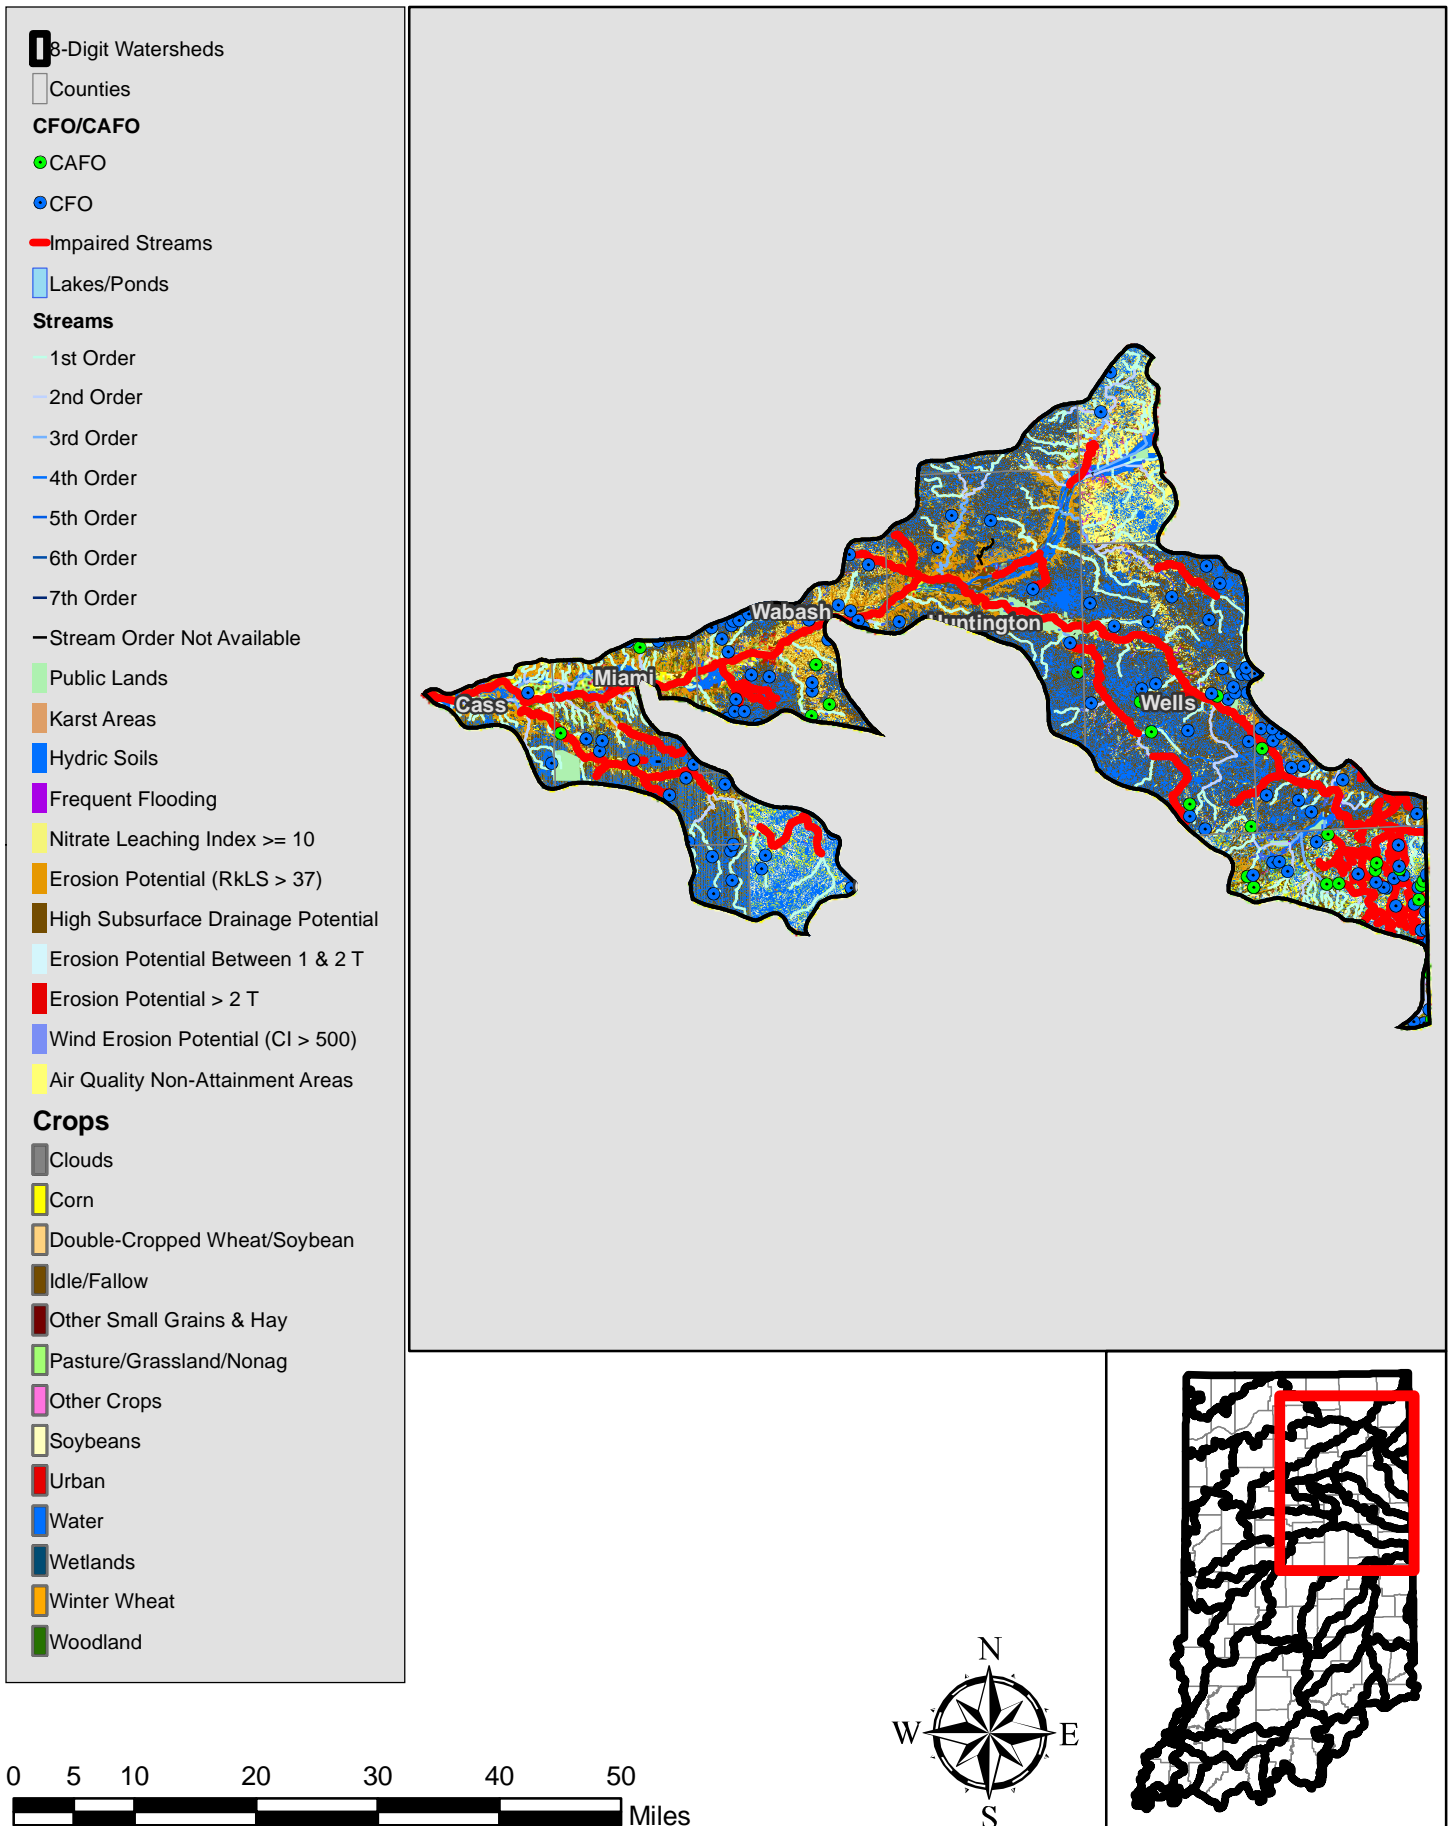 8-Digit Watersheds
Counties
CFO/CAFO
CAFO
CFO
Impaired Streams
Lakes/Ponds
Streams
1st Order
2nd Order
3rd Order
4th Order
5th Order
6th Order
7th Order
Stream Order Not Available
Public Lands
Karst Areas
Hydric Soils
Frequent Flooding
Nitrate Leaching Index >= 10
Erosion Potential (RkLS > 37)
High Subsurface Drainage Potential
Erosion Potential Between 1 & 2 T
Erosion Potential > 2 T
Wind Erosion Potential (CI > 500)
Air Quality Non-Attainment Areas
Crops
Clouds
Corn
Double-Cropped Wheat/Soybean
Idle/Fallow
Other Small Grains & Hay
Pasture/Grassland/Nonag
Other Crops
Soybeans
Urban
Water
Wetlands
Winter Wheat
Woodland
Wabash
Huntington
Miami
Cass
Wells
N
W E
S
0 5 10 20 30 40 50
Miles